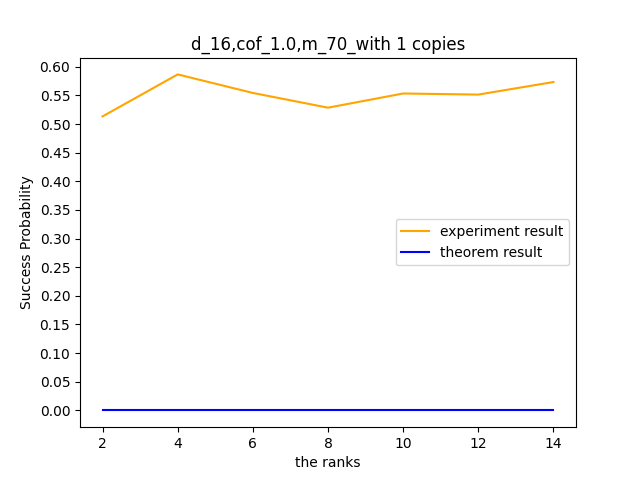 d_16,cof_1.0,m_70_with 1 copies
0.60
0.55
0.50
0.45
0.40
0.35
0.30
0.25
0.20
0.15
0.10
0.05
0.00
Success Probability
experiment result
theorem result
2 4 6 8 10 12 14
the ranks